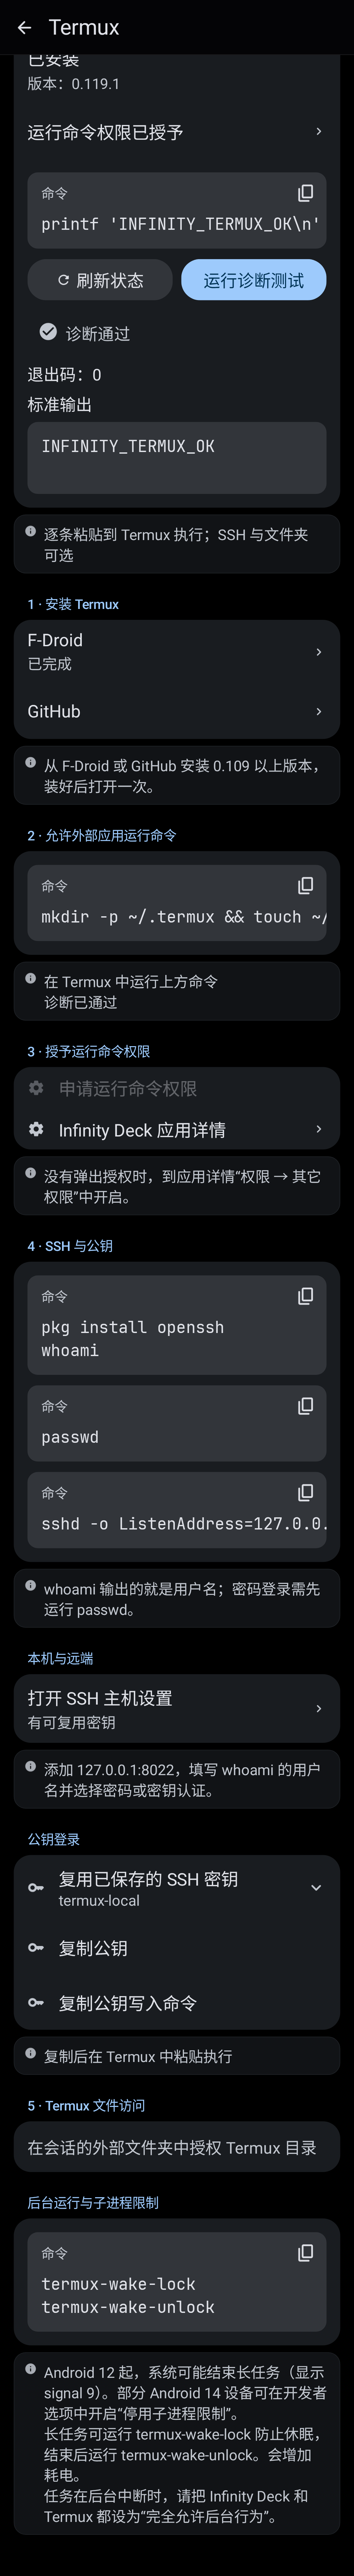 Termux
已安装
版本：0.119.1
运行命令权限已授予
命令
printf 'INFINITY_TERMUX_OK\n'
刷新状态
运行诊断测试
诊断通过
退出码：0
标准输出
INFINITY_TERMUX_OK
逐条粘贴到 Termux 执行；SSH 与文件夹
可选
1 · 安装 Termux
F-Droid
已完成
GitHub
从 F-Droid 或 GitHub 安装 0.109 以上版本，
装好后打开一次。
2 · 允许外部应用运行命令
命令
mkdir -p ~/.termux && touch ~/
在 Termux 中运行上方命令
诊断已通过
3 · 授予运行命令权限
申请运行命令权限
Infinity Deck 应用详情
没有弹出授权时，到应用详情“权限 → 其它
权限”中开启。
4 · SSH 与公钥
命令
pkg install openssh
whoami
命令
passwd
命令
sshd -o ListenAddress=127.0.0.
whoami 输出的就是用户名；密码登录需先
运行 passwd。
本机与远端
打开 SSH 主机设置
有可复用密钥
添加 127.0.0.1:8022，填写 whoami 的用户
名并选择密码或密钥认证。
公钥登录
复用已保存的 SSH 密钥
termux-local
复制公钥
复制公钥写入命令
复制后在 Termux 中粘贴执行
5 · Termux 文件访问
在会话的外部文件夹中授权 Termux 目录
后台运行与子进程限制
命令
termux-wake-lock
termux-wake-unlock
Android 12 起，系统可能结束长任务（显示
signal 9）。部分 Android 14 设备可在开发者
选项中开启“停用子进程限制”。
长任务可运行 termux-wake-lock 防止休眠，
结束后运行 termux-wake-unlock。会增加
耗电。
任务在后台中断时，请把 Infinity Deck 和
Termux 都设为“完全允许后台行为”。